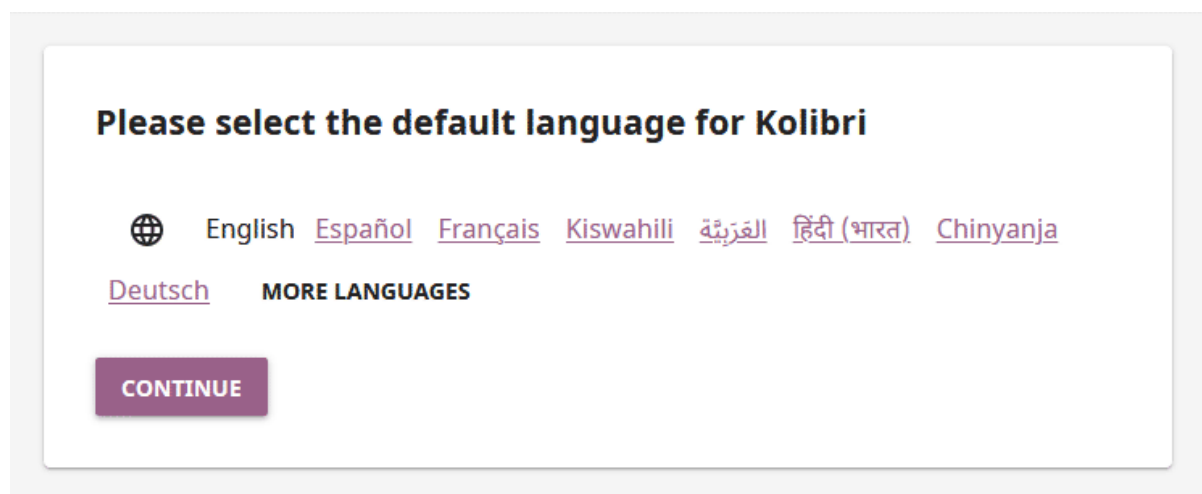 Please select the default language for Kolibri
English Español Français Kiswahili العَرَبِيَّة हिंदी (भारत) Chinyanja
Deutsch MORE LANGUAGES
CONTINUE